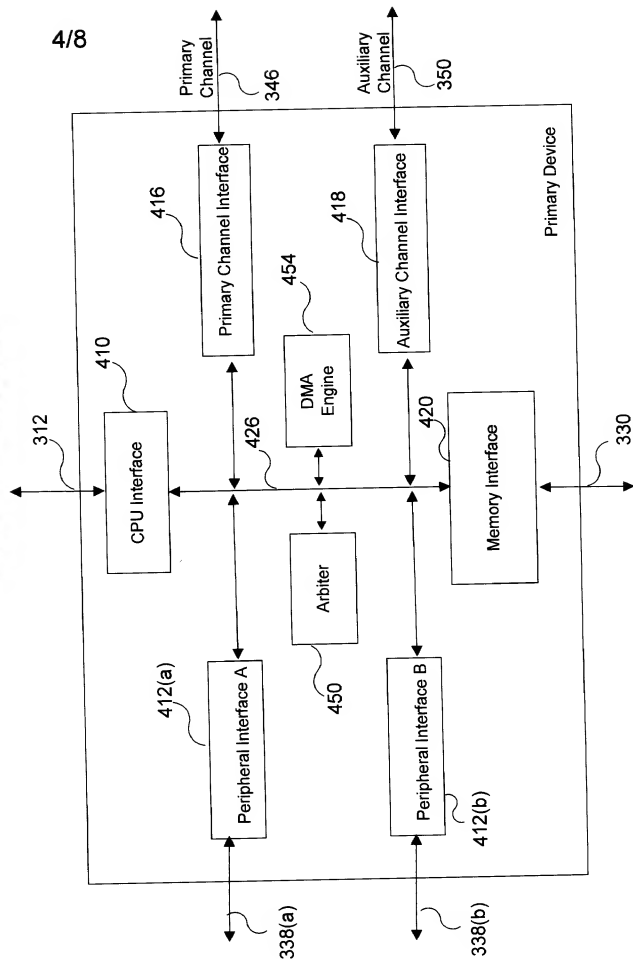 4/8
Primary
Channel
346
Auxiliary
Channel
350
416
Primary Channel Interface
418
Auxiliary Channel Interface
Primary Device
454
DMA
Engine
312
410
CPU Interface
426
420
Memory Interface
330
Arbiter
450
412(a)
Peripheral Interface A
Peripheral Interface B
412(b)
338(a)
338(b)